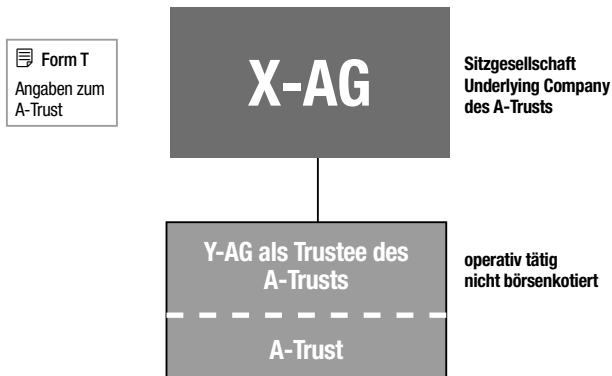 Form T
Angaben zum
A-Trust
X-AG
Sitzgesellschaft
Underlying Company
des A-Trusts
Y-AG als Trustee des
A-Trusts
operativ tätig
nicht börsenkotiert
A-Trust